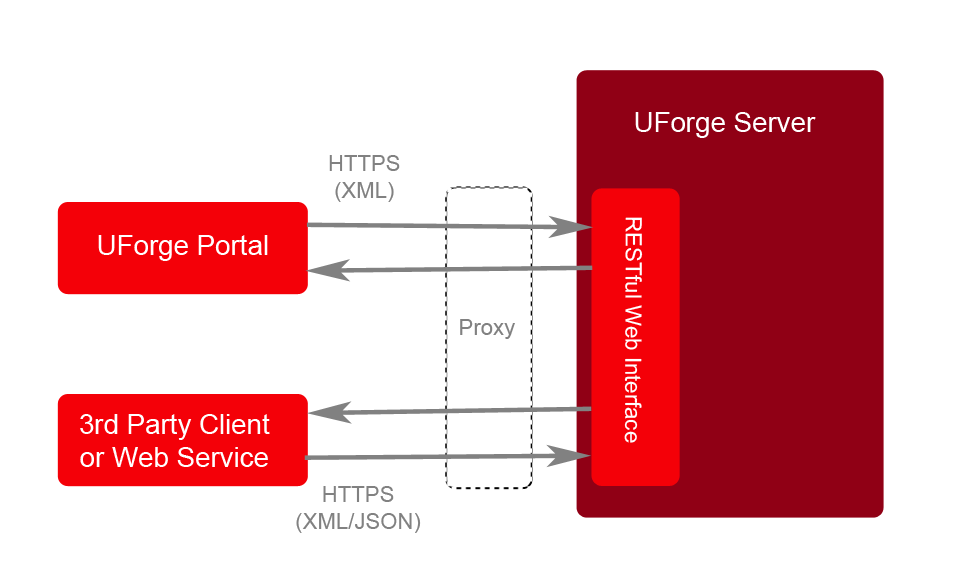 UForge Server
HTTPS
(XML)
UForge Portal
RESTful Web Interface
Proxy
3rd Party Client
or Web Service
HTTPS
(XML/JSON)